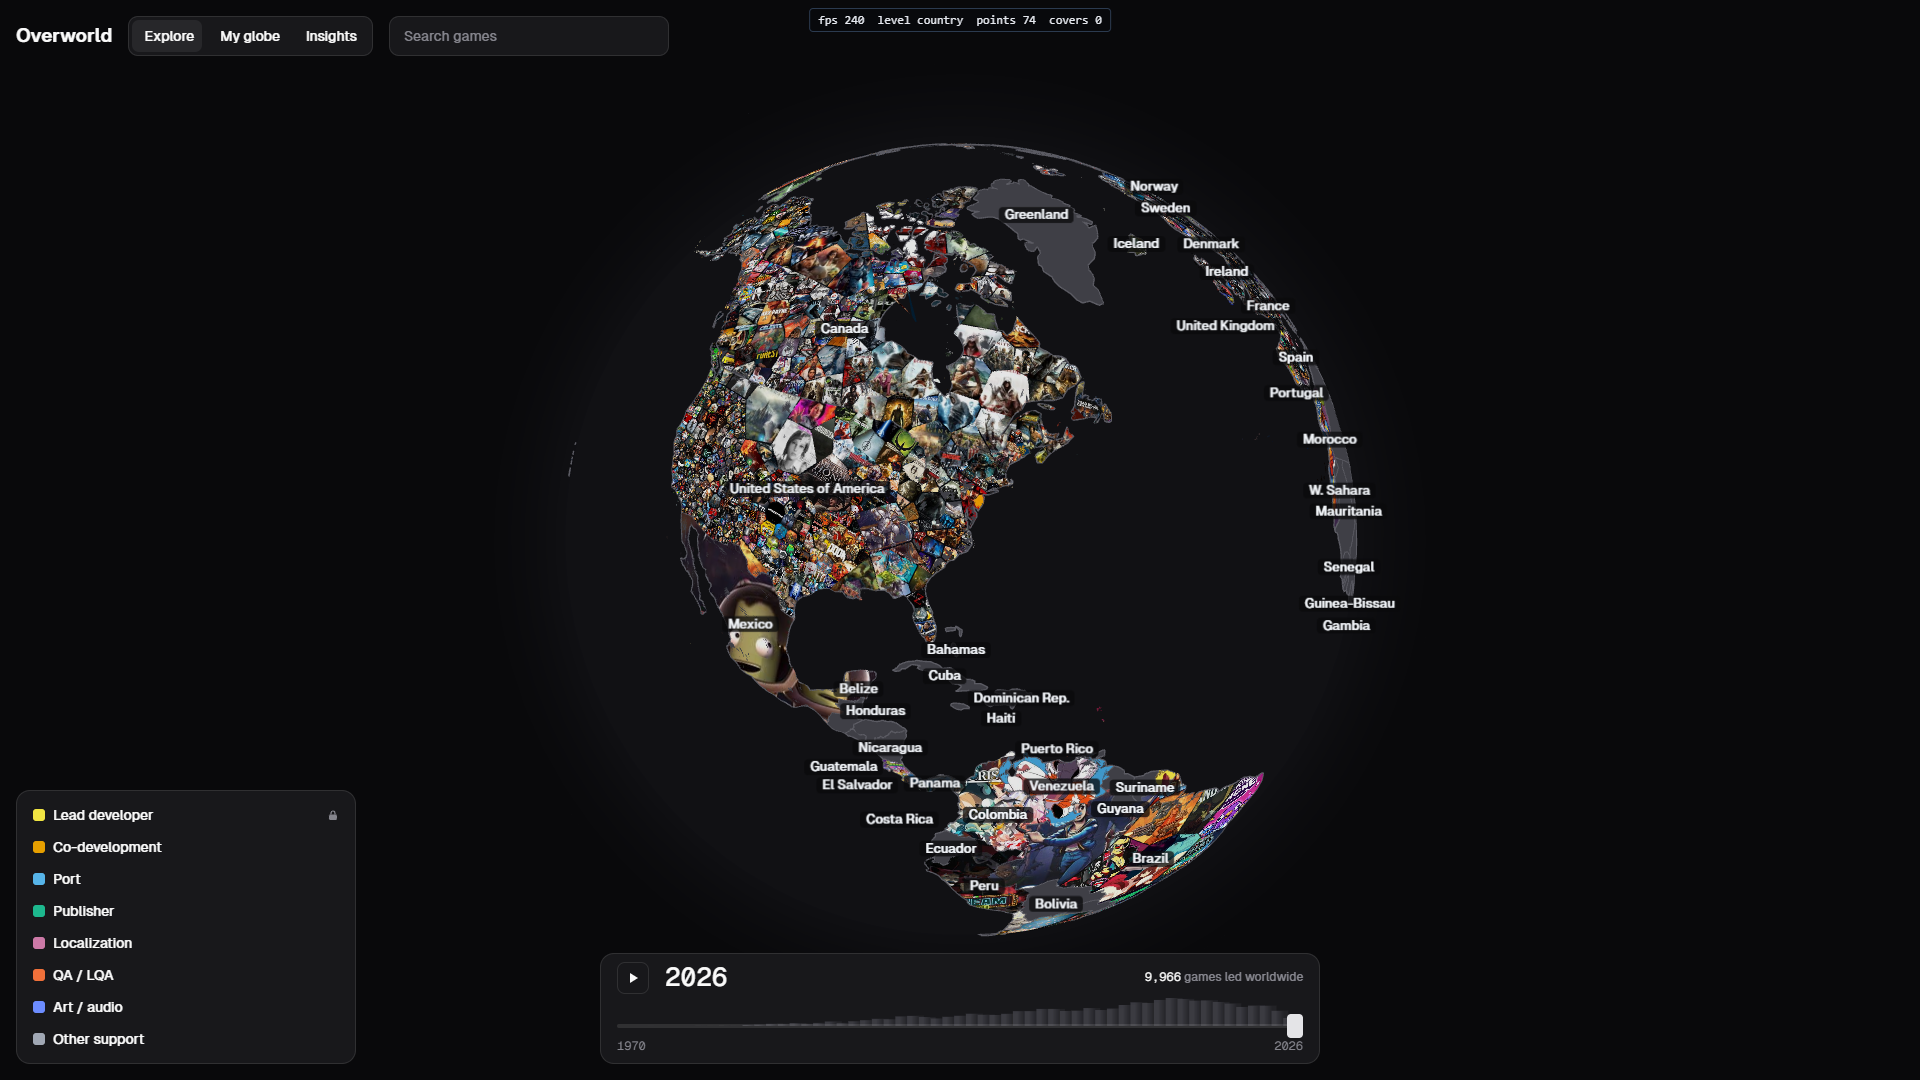 Overworld
Explore
My globe
Insights
Search games
fps 240 level country points 74 covers 0
Norway
Sweden
Greenland
Iceland
Denmark
Ireland
France
United Kingdom
Canada
Spain
Portugal
Morocco
United States of America
W. Sahara
Mauritania
Senegal
Guinea-Bissau
Gambia
Mexico
Bahamas
Cuba
Belize
Dominican Rep.
Honduras
Haiti
Nicaragua
Puerto Rico
Guatemala
El Salvador
Panama
Venezuela
Suriname
Guyana
Costa Rica
Colombia
Ecuador
Brazil
Peru
Bolivia
Lead developer
Co-development
Port
Publisher
Localization
QA / LQA
Art / audio
Other support
2026
9,966 games led worldwide
1970
2026